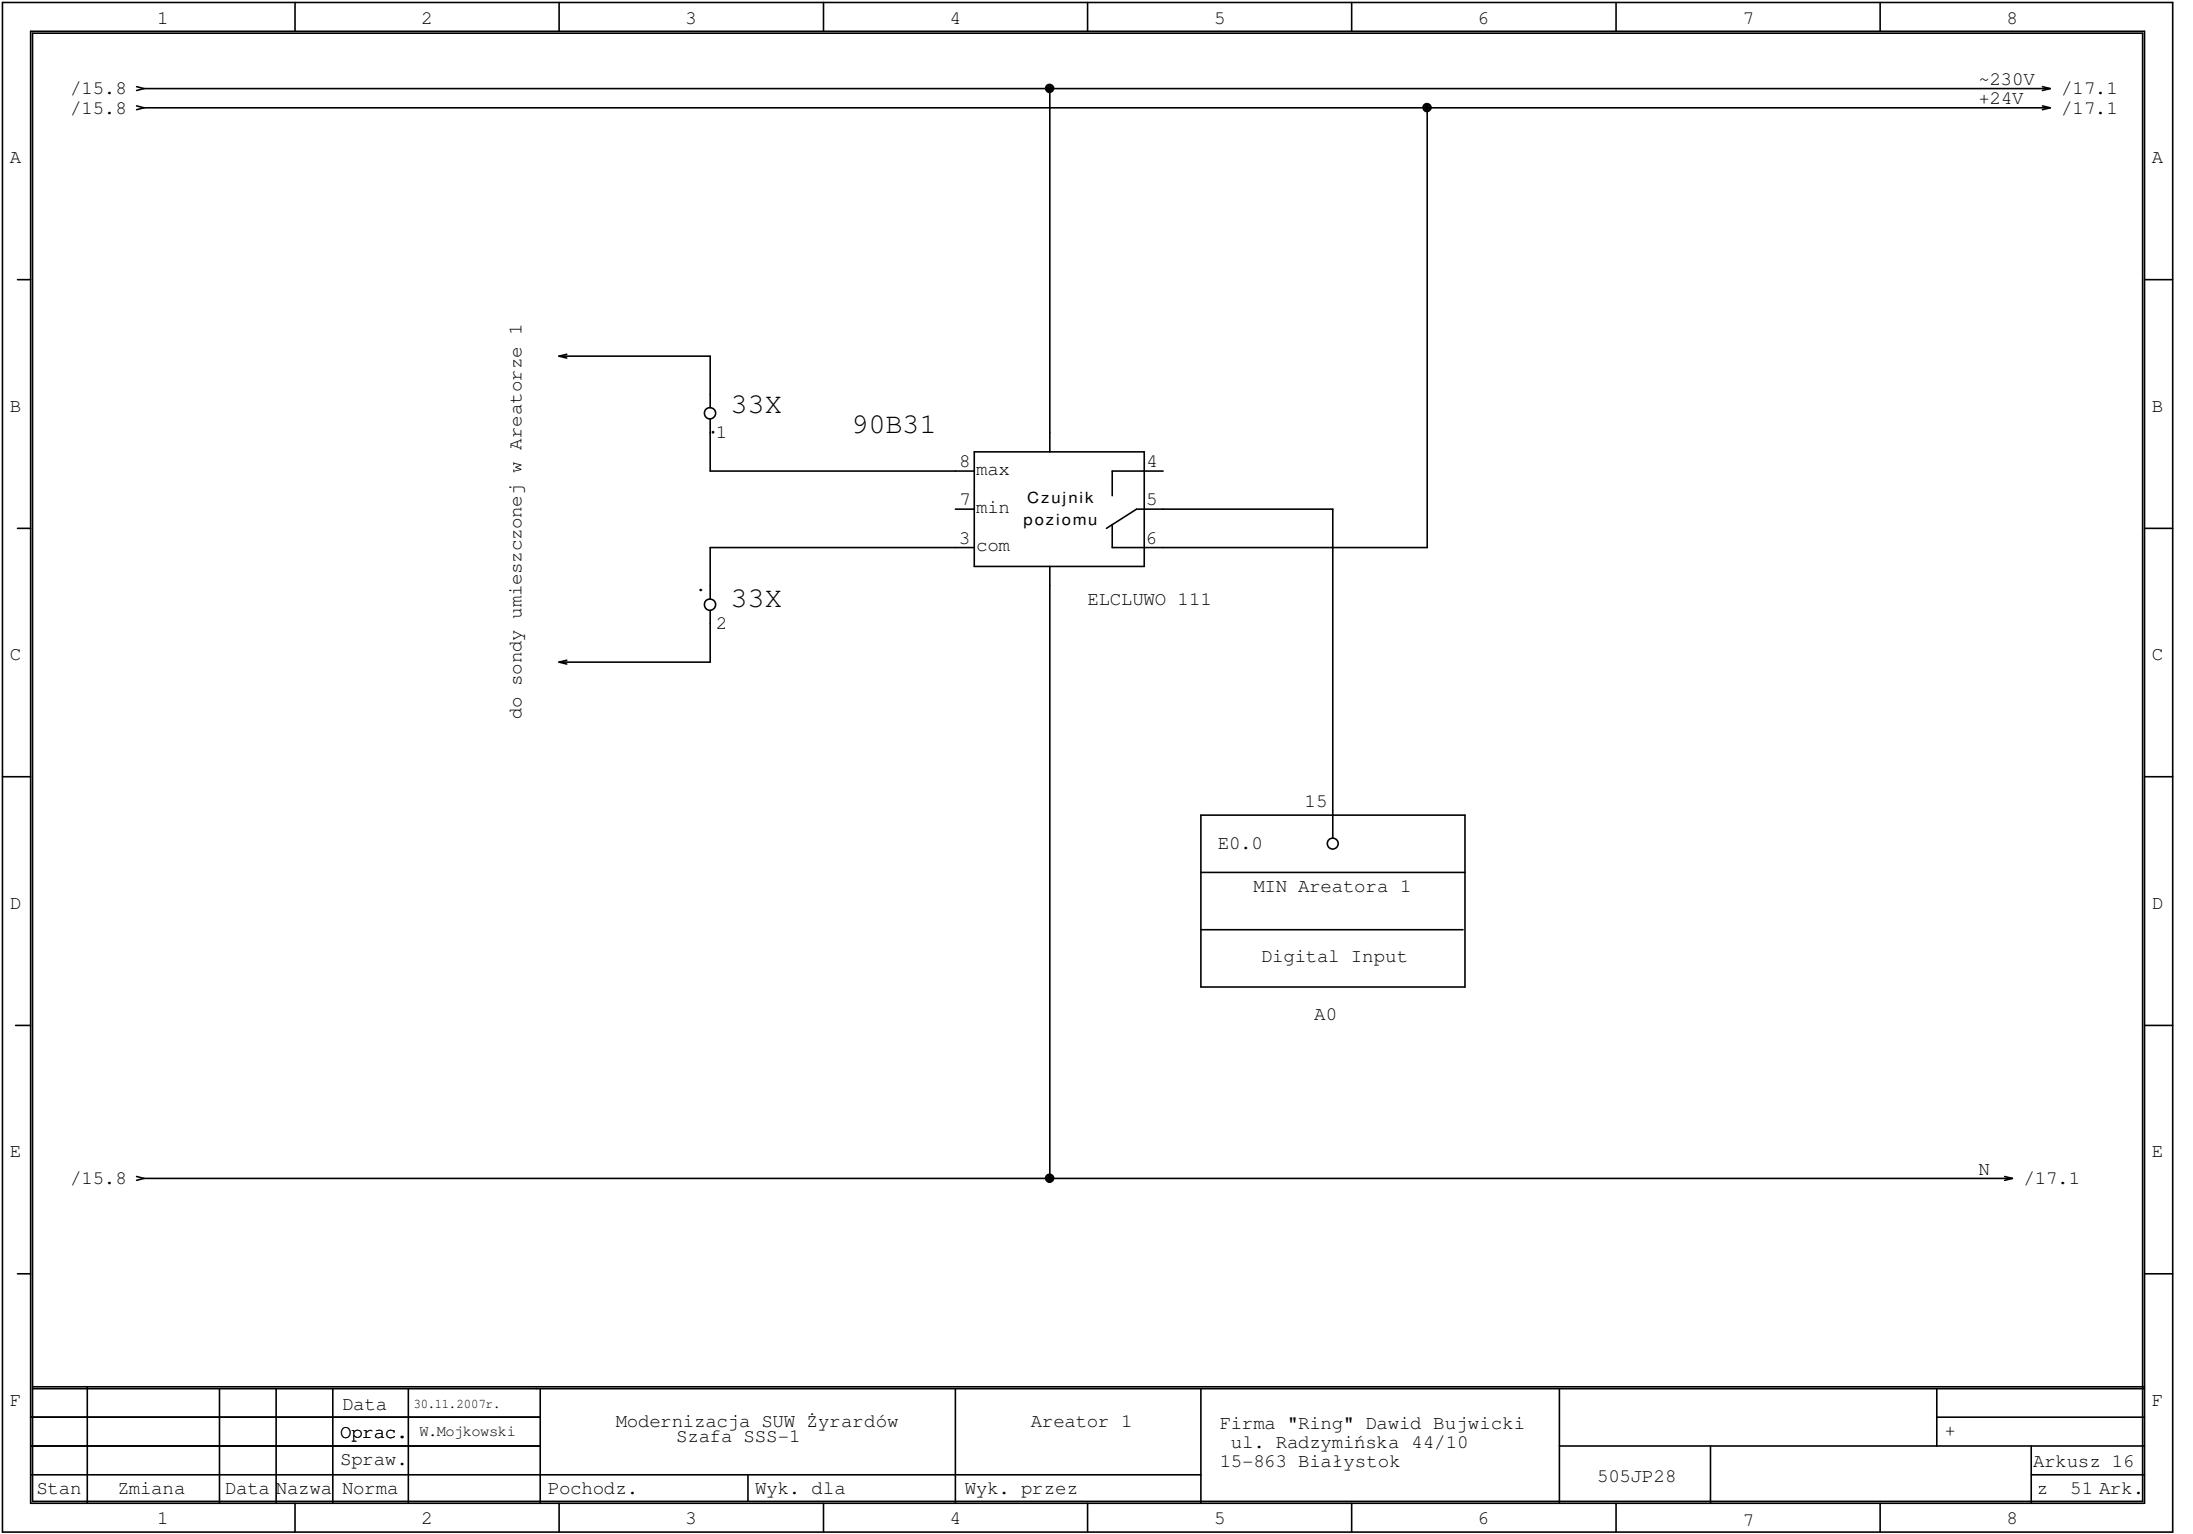 1 2 3 4 5 6 7 8
/15.8 ~230V /17.1
/15.8 +24V /17.1
A A
do sondy umieszczonej w Areatorze 1
B B
33X
1
90B31
8 max 4
7 min Czujnik 5
poziomu
3 com 6
33X
2
ELCLUWO 111
C C
15
E0.0
MIN Areatora 1
D D
Digital Input
A0
E E
/15.8 N /17.1
F F
Data 30.11.2007r.
Oprac. W.Mojkowski
Spraw.
Stan Zmiana Data Nazwa Norma
Modernizacja SUW Żyrardów
Szafa SSS-1
Pochodz. Wyk. dla
Areator 1
Wyk. przez
Firma "Ring" Dawid Bujwicki
ul. Radzymińska 44/10
15-863 Białystok
505JP28
+
Arkusz 16
z 51 Ark.
1 2 3 4 5 6 7 8